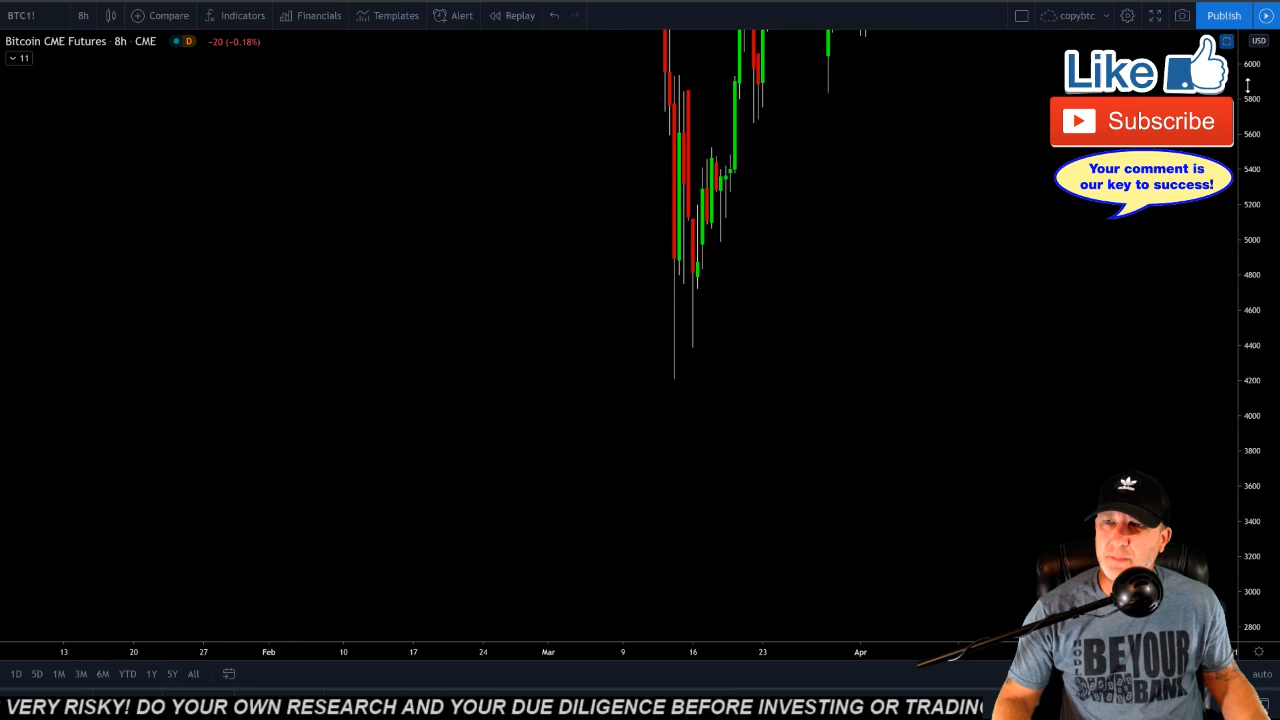 BTC1!
8h
Compare
Indicators
Financials
Templates
Alert
Replay
copybtc
Publish
Bitcoin CME Futures · 8h · CME
D
−20 (−0.18%)
11
USD
Like
Subscribe
Your comment is
our key to success!
6000
5800
5600
5400
5200
5000
4800
4600
4400
4200
4000
3800
3600
3400
3200
3000
2800
13
20
27
Feb
10
17
24
Mar
9
16
23
Apr
1D
5D
1M
3M
6M
YTD
1Y
5Y
All
auto
HODL
BE YOUR
BANK
VERY RISKY! DO YOUR OWN RESEARCH AND YOUR DUE DILIGENCE BEFORE INVESTING OR TRADING